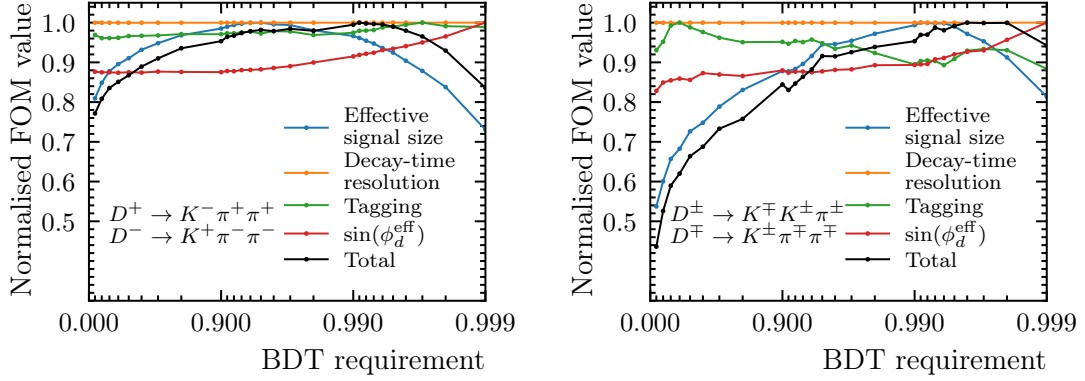 Normalised FOM value
1.0
0.9
0.8
0.7
0.6
0.5
Effective
signal size
Decay-time
resolution
Tagging
sin(ϕ_d^eff)
Total
D⁺ → K⁻π⁺π⁺
D⁻ → K⁺π⁻π⁻
0.000 0.900 0.990 0.999
BDT requirement
Normalised FOM value
1.0
0.9
0.8
0.7
0.6
0.5
Effective
signal size
Decay-time
resolution
Tagging
sin(ϕ_d^eff)
Total
D^± → K^∓K^±π^±
D^∓ → K^±π^∓π^∓
0.000 0.900 0.990 0.999
BDT requirement